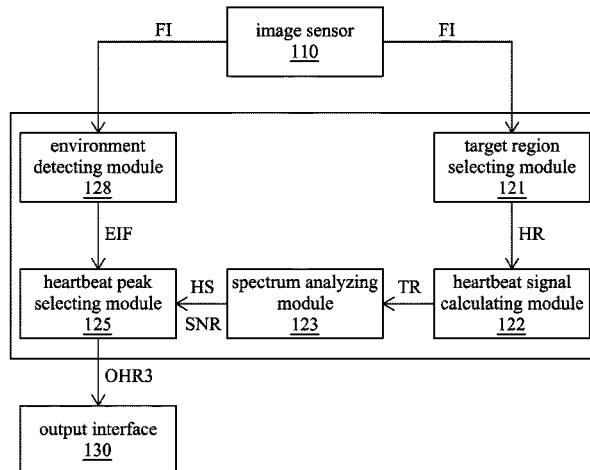 image sensor
110
FI
FI
environment
detecting module
128
target region
selecting module
121
EIF
HR
heartbeat peak
selecting module
125
HS
SNR
spectrum analyzing
module
123
TR
heartbeat signal
calculating module
122
OHR3
output interface
130